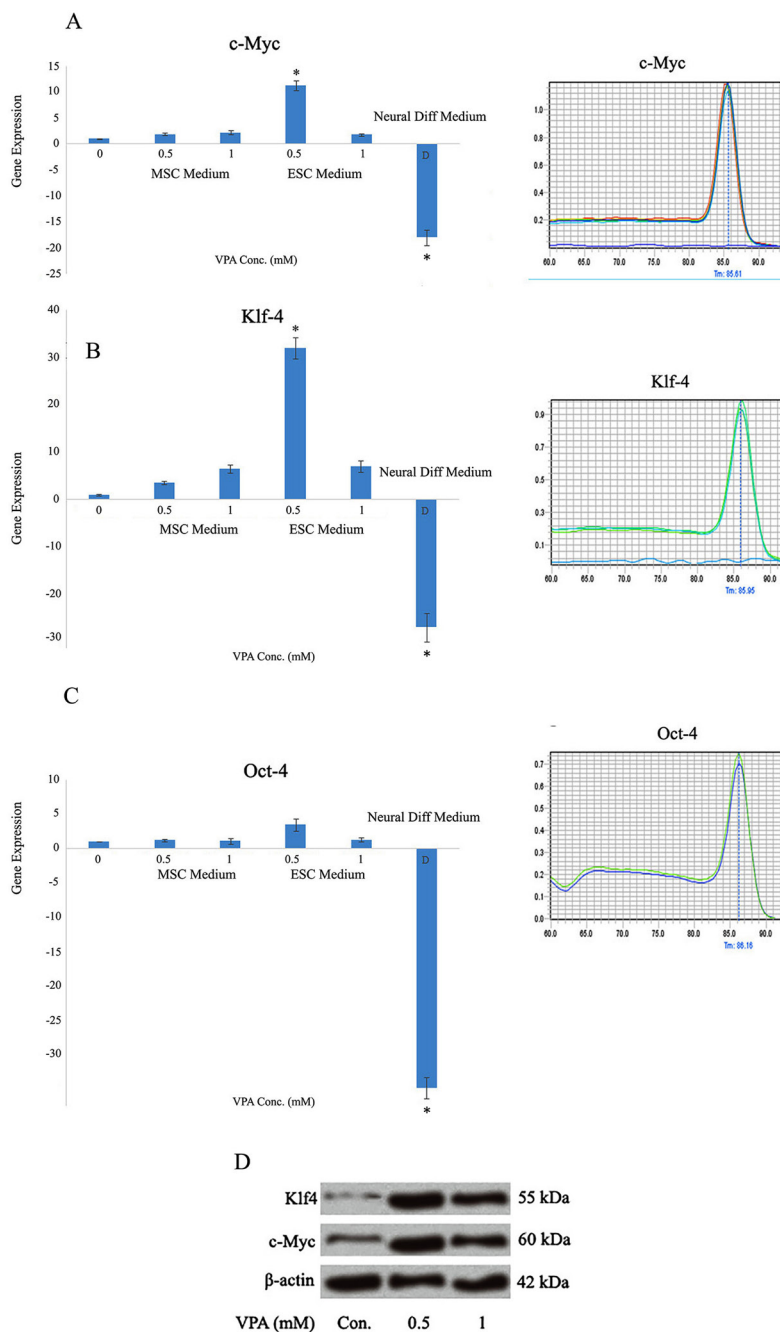 A
c-Myc
15
10
5
0
-5
-10
-15
-20
-25
Gene Expression
*
Neural Diff Medium
0 0.5 1 0.5 1 D
MSC Medium ESC Medium
VPA Conc. (mM)
*
c-Myc
1.0
0.8
0.6
0.4
0.2
60.0 65.0 70.0 75.0 80.0 85.0 90.0
Tm: 85.61
B
Klf-4
40
30
20
10
0
-10
-20
-30
Gene Expression
*
Neural Diff Medium
0 0.5 1 0.5 1 D
MSC Medium ESC Medium
VPA Conc. (mM)
*
Klf-4
0.9
0.7
0.5
0.3
0.1
60.0 65.0 70.0 75.0 80.0 85.0 90.0
Tm: 85.95
C
Oct-4
10
5
0
-5
-10
-15
-20
-25
-30
Gene Expression
Neural Diff Medium
0 0.5 1 0.5 1 D
MSC Medium ESC Medium
VPA Conc. (mM)
*
Oct-4
0.7
0.6
0.5
0.4
0.3
0.2
0.1
0.0
60.0 65.0 70.0 75.0 80.0 85.0 90.0
Tm: 86.16
D
Klf4 55 kDa
c-Myc 60 kDa
β-actin 42 kDa
VPA (mM) Con. 0.5 1